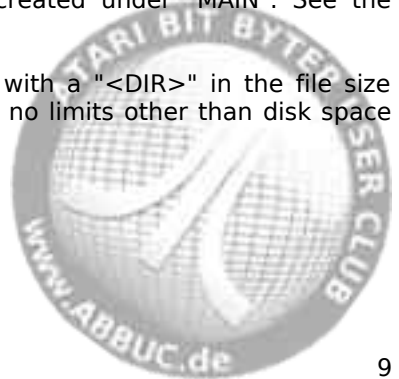 created under "MAIN". See the
with a "<DIR>" in the file size
no limits other than disk space
ATARI BIT BYTER USER CLUB
www.ABBUC.de
9